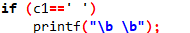 if (c1==' ')
    printf("\b \b");